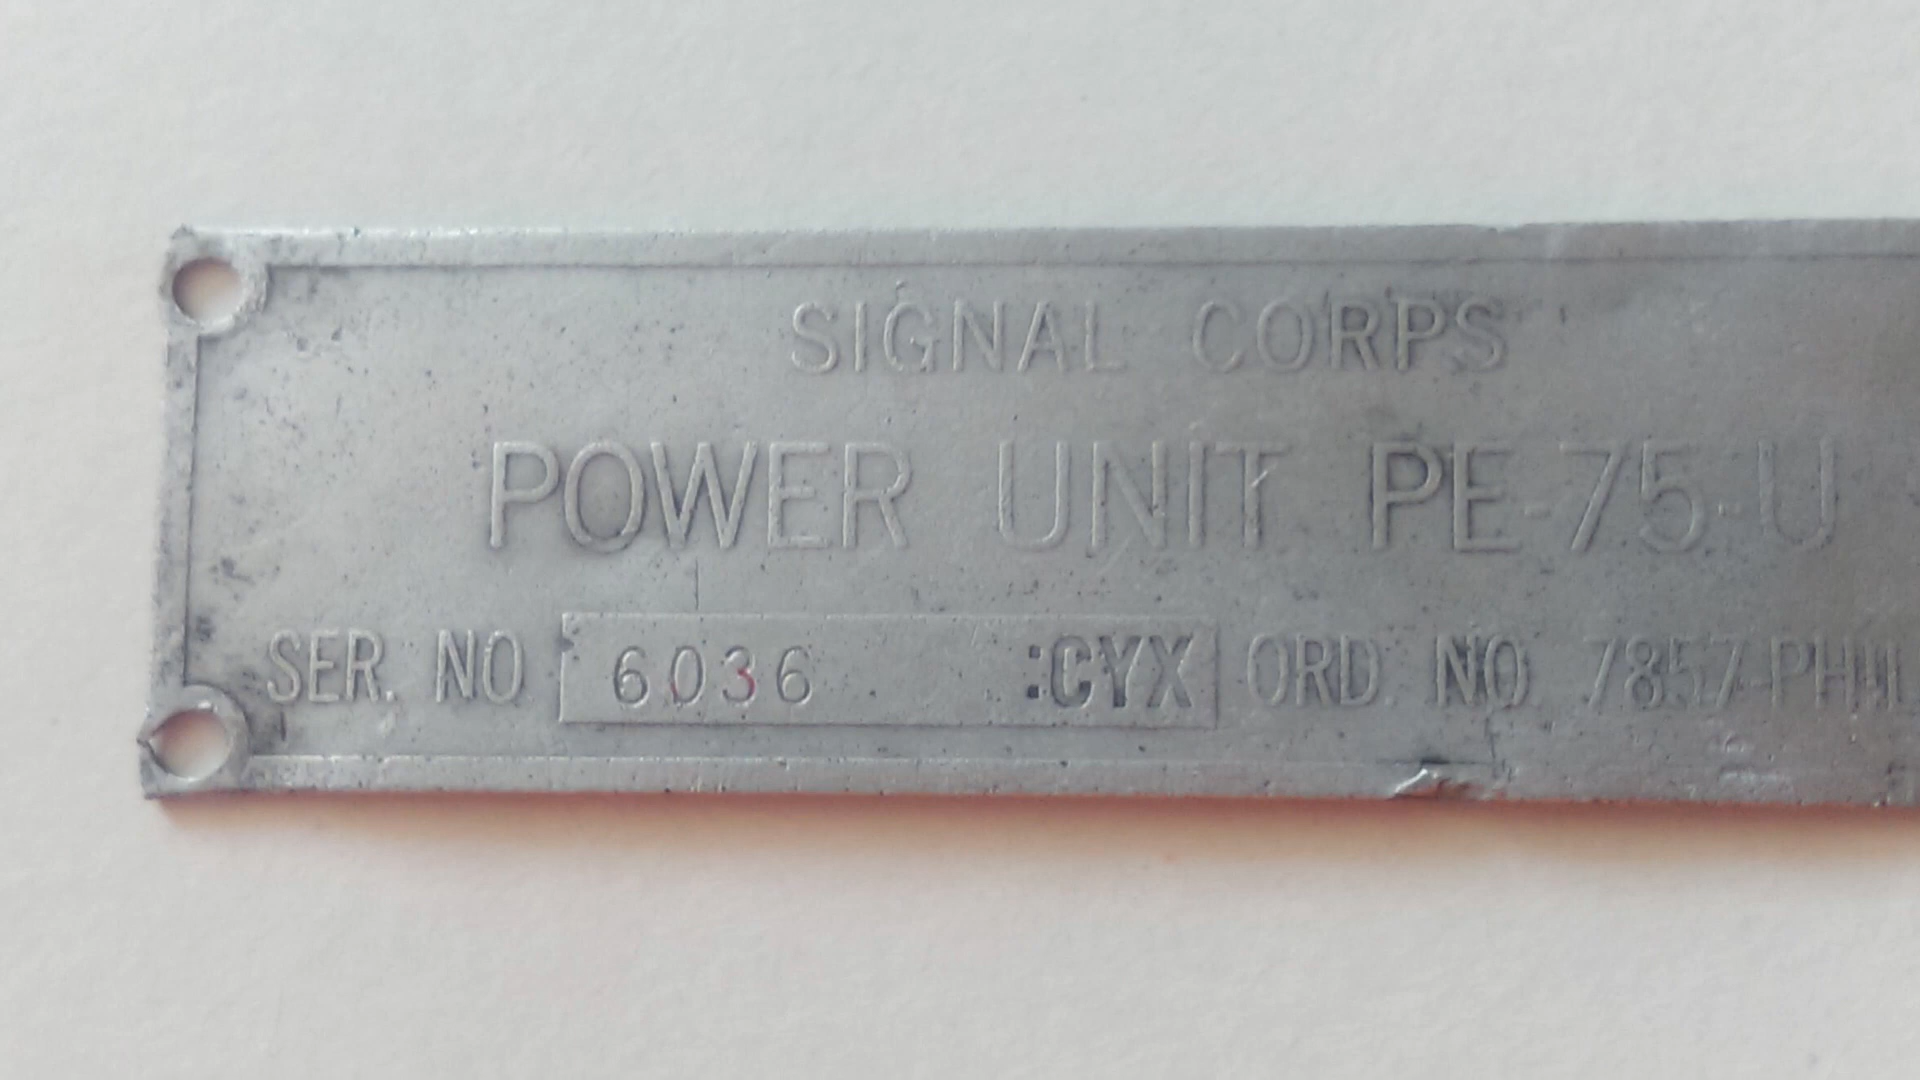 SIGNAL CORPS
POWER UNIT PE-75-U
SER. NO 6036 :CYX ORD. NO. 7857-PHIL